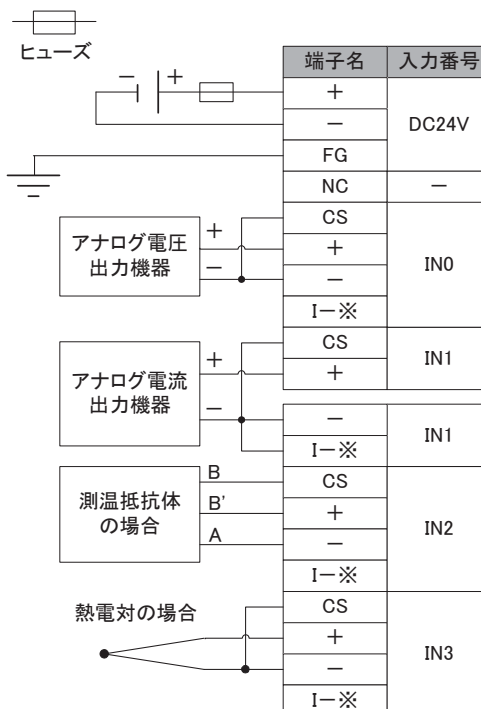 ヒューズ
端子名 入力番号
− + + DC24V
−
FG
NC −
アナログ電圧
出力機器
+
−
CS IN0
+
−
I−※
アナログ電流
出力機器
+
−
CS IN1
+
− IN1
I−※
測温抵抗体
の場合
B
B'
A
CS IN2
+
−
I−※
熱電対の場合
CS IN3
+
−
I−※